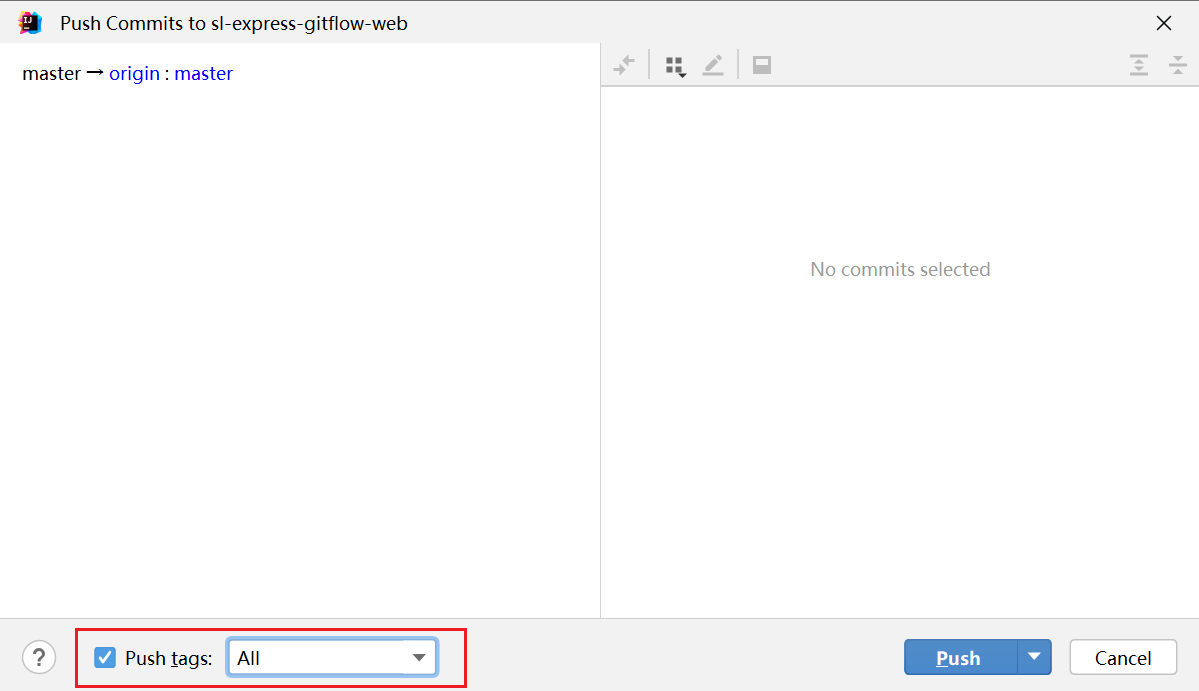 Push Commits to sl-express-gitflow-web
master → origin : master
No commits selected
? Push tags: All Push Cancel